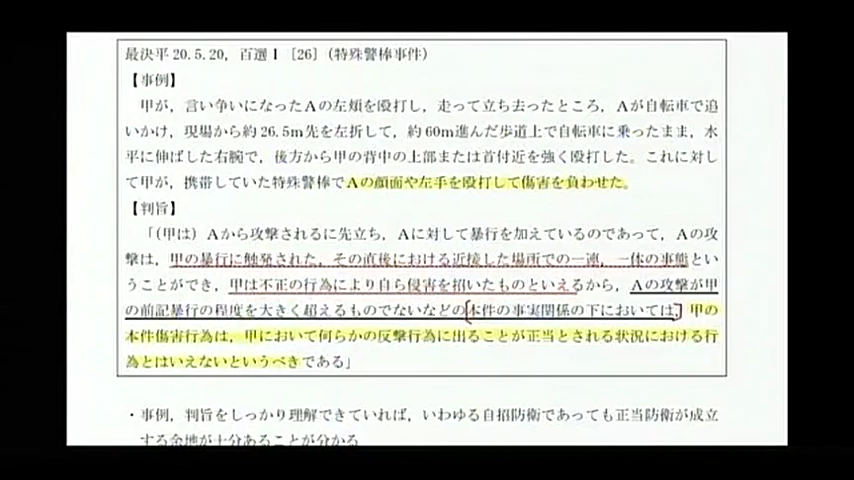 最決平 20.5.20，百選Ⅰ［26］（特殊警棒事件）
【事例】
甲が，言い争いになったAの左頬を殴打し，走って立ち去ったところ，Aが自転車で追
いかけ，現場から約 26.5m先を左折して，約 60m進んだ歩道上で自転車に乗ったまま，水
平に伸ばした右腕で，後方から甲の背中の上部または首付近を強く殴打した。これに対し
て甲が，携帯していた特殊警棒でAの顔面や左手を殴打して傷害を負わせた。
【判旨】
「（甲は）Aから攻撃されるに先立ち，Aに対して暴行を加えているのであって，Aの攻
撃は，甲の暴行に触発された，その直後における近接した場所での一連，一体の事態とい
うことができ，甲は不正の行為により自ら侵害を招いたものといえるから，Aの攻撃が甲
の前記暴行の程度を大きく超えるものでないなどの本件の事実関係の下においては，甲の
本件傷害行為は，甲において何らかの反撃行為に出ることが正当とされる状況における行
為とはいえないというべきである」
・事例，判旨をしっかり理解できていれば，いわゆる自招防衛であっても正当防衛が成立
する余地が十分あることが分かる